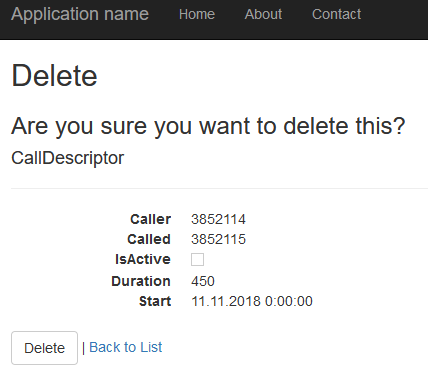 Application name Home About Contact
Delete
Are you sure you want to delete this?
CallDescriptor
Caller 3852114
Called 3852115
IsActive
Duration 450
Start 11.11.2018 0:00:00
Delete | Back to List